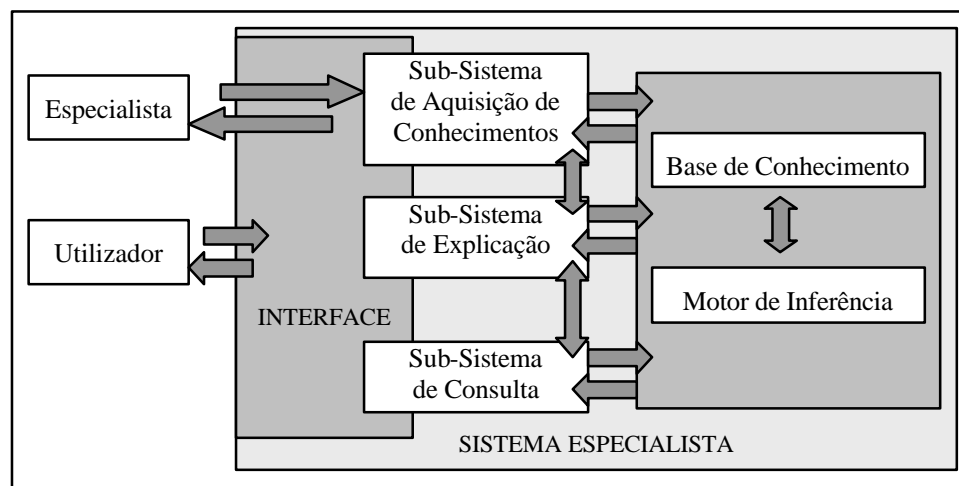 Especialista
Utilizador
INTERFACE
Sub-Sistema
de Aquisição de
Conhecimentos
Sub-Sistema
de Explicação
Sub-Sistema
de Consulta
Base de Conhecimento
Motor de Inferência
SISTEMA ESPECIALISTA